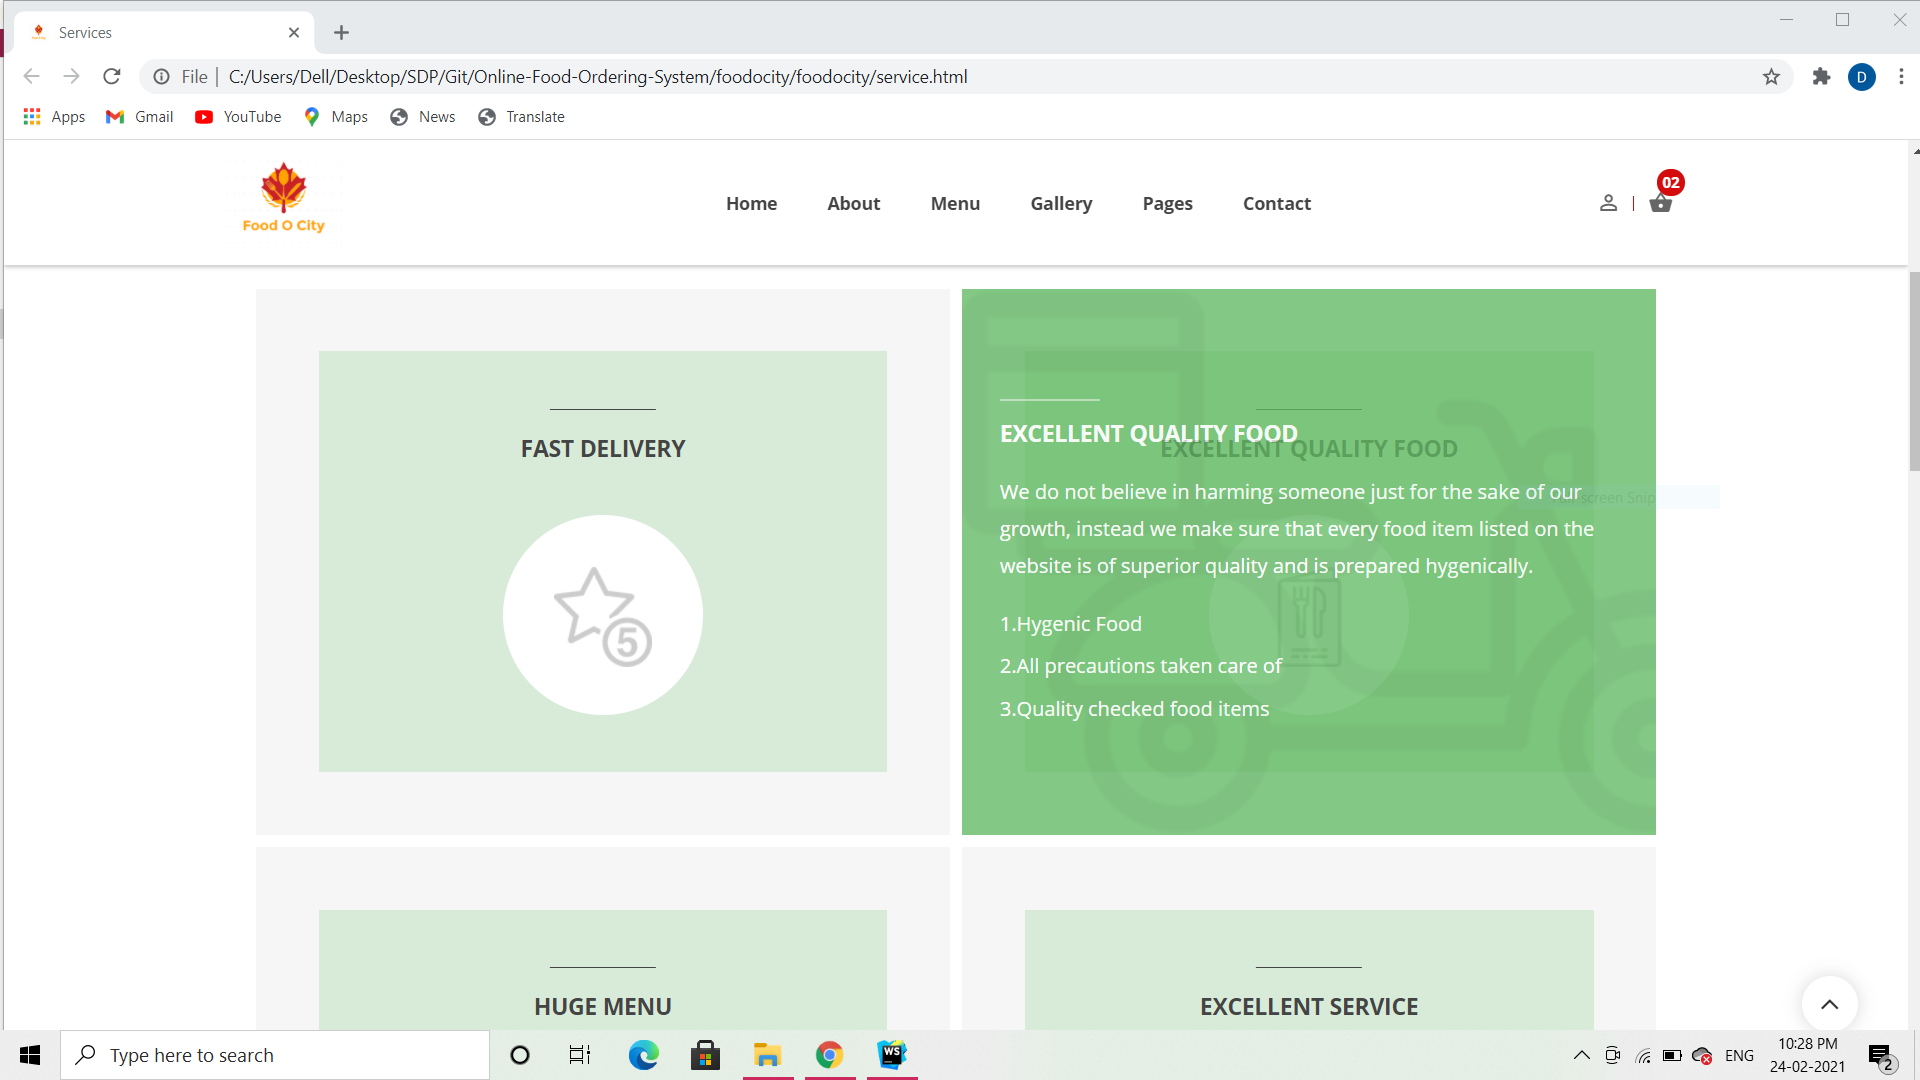 Services
File
C:/Users/Dell/Desktop/SDP/Git/Online-Food-Ordering-System/foodocity/foodocity/service.html
D
Apps
Gmail
YouTube
Maps
News
Translate
Food O City
Home
About
Menu
Gallery
Pages
Contact
02
FAST DELIVERY
5
EXCELLENT QUALITY FOOD
EXCELLENT QUALITY FOOD
We do not believe in harming someone just for the sake of our
growth, instead we make sure that every food item listed on the
website is of superior quality and is prepared hygenically.
1.Hygenic Food
2.All precautions taken care of
3.Quality checked food items
screen Snip
HUGE MENU
EXCELLENT SERVICE
Type here to search
WS
ENG
10:28 PM
24-02-2021
2